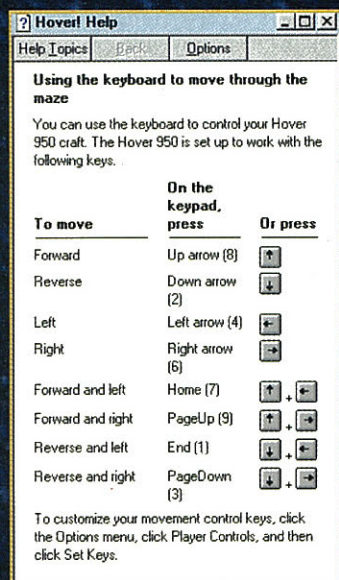 ? Hover! Help
Help Topics Back Options
Using the keyboard to move through the
maze
You can use the keyboard to control your Hover
950 craft. The Hover 950 is set up to work with the
following keys.
To move On the keypad, press Or press
Forward Up arrow (8) ↑
Reverse Down arrow (2) ↓
Left Left arrow (4) ←
Right Right arrow (6) →
Forward and left Home (7) ↑ + ←
Forward and right PageUp (9) ↑ + →
Reverse and left End (1) ↓ + ←
Reverse and right PageDown (3) ↓ + →
To customize your movement control keys, click
the Options menu, click Player Controls, and then
click Set Keys.